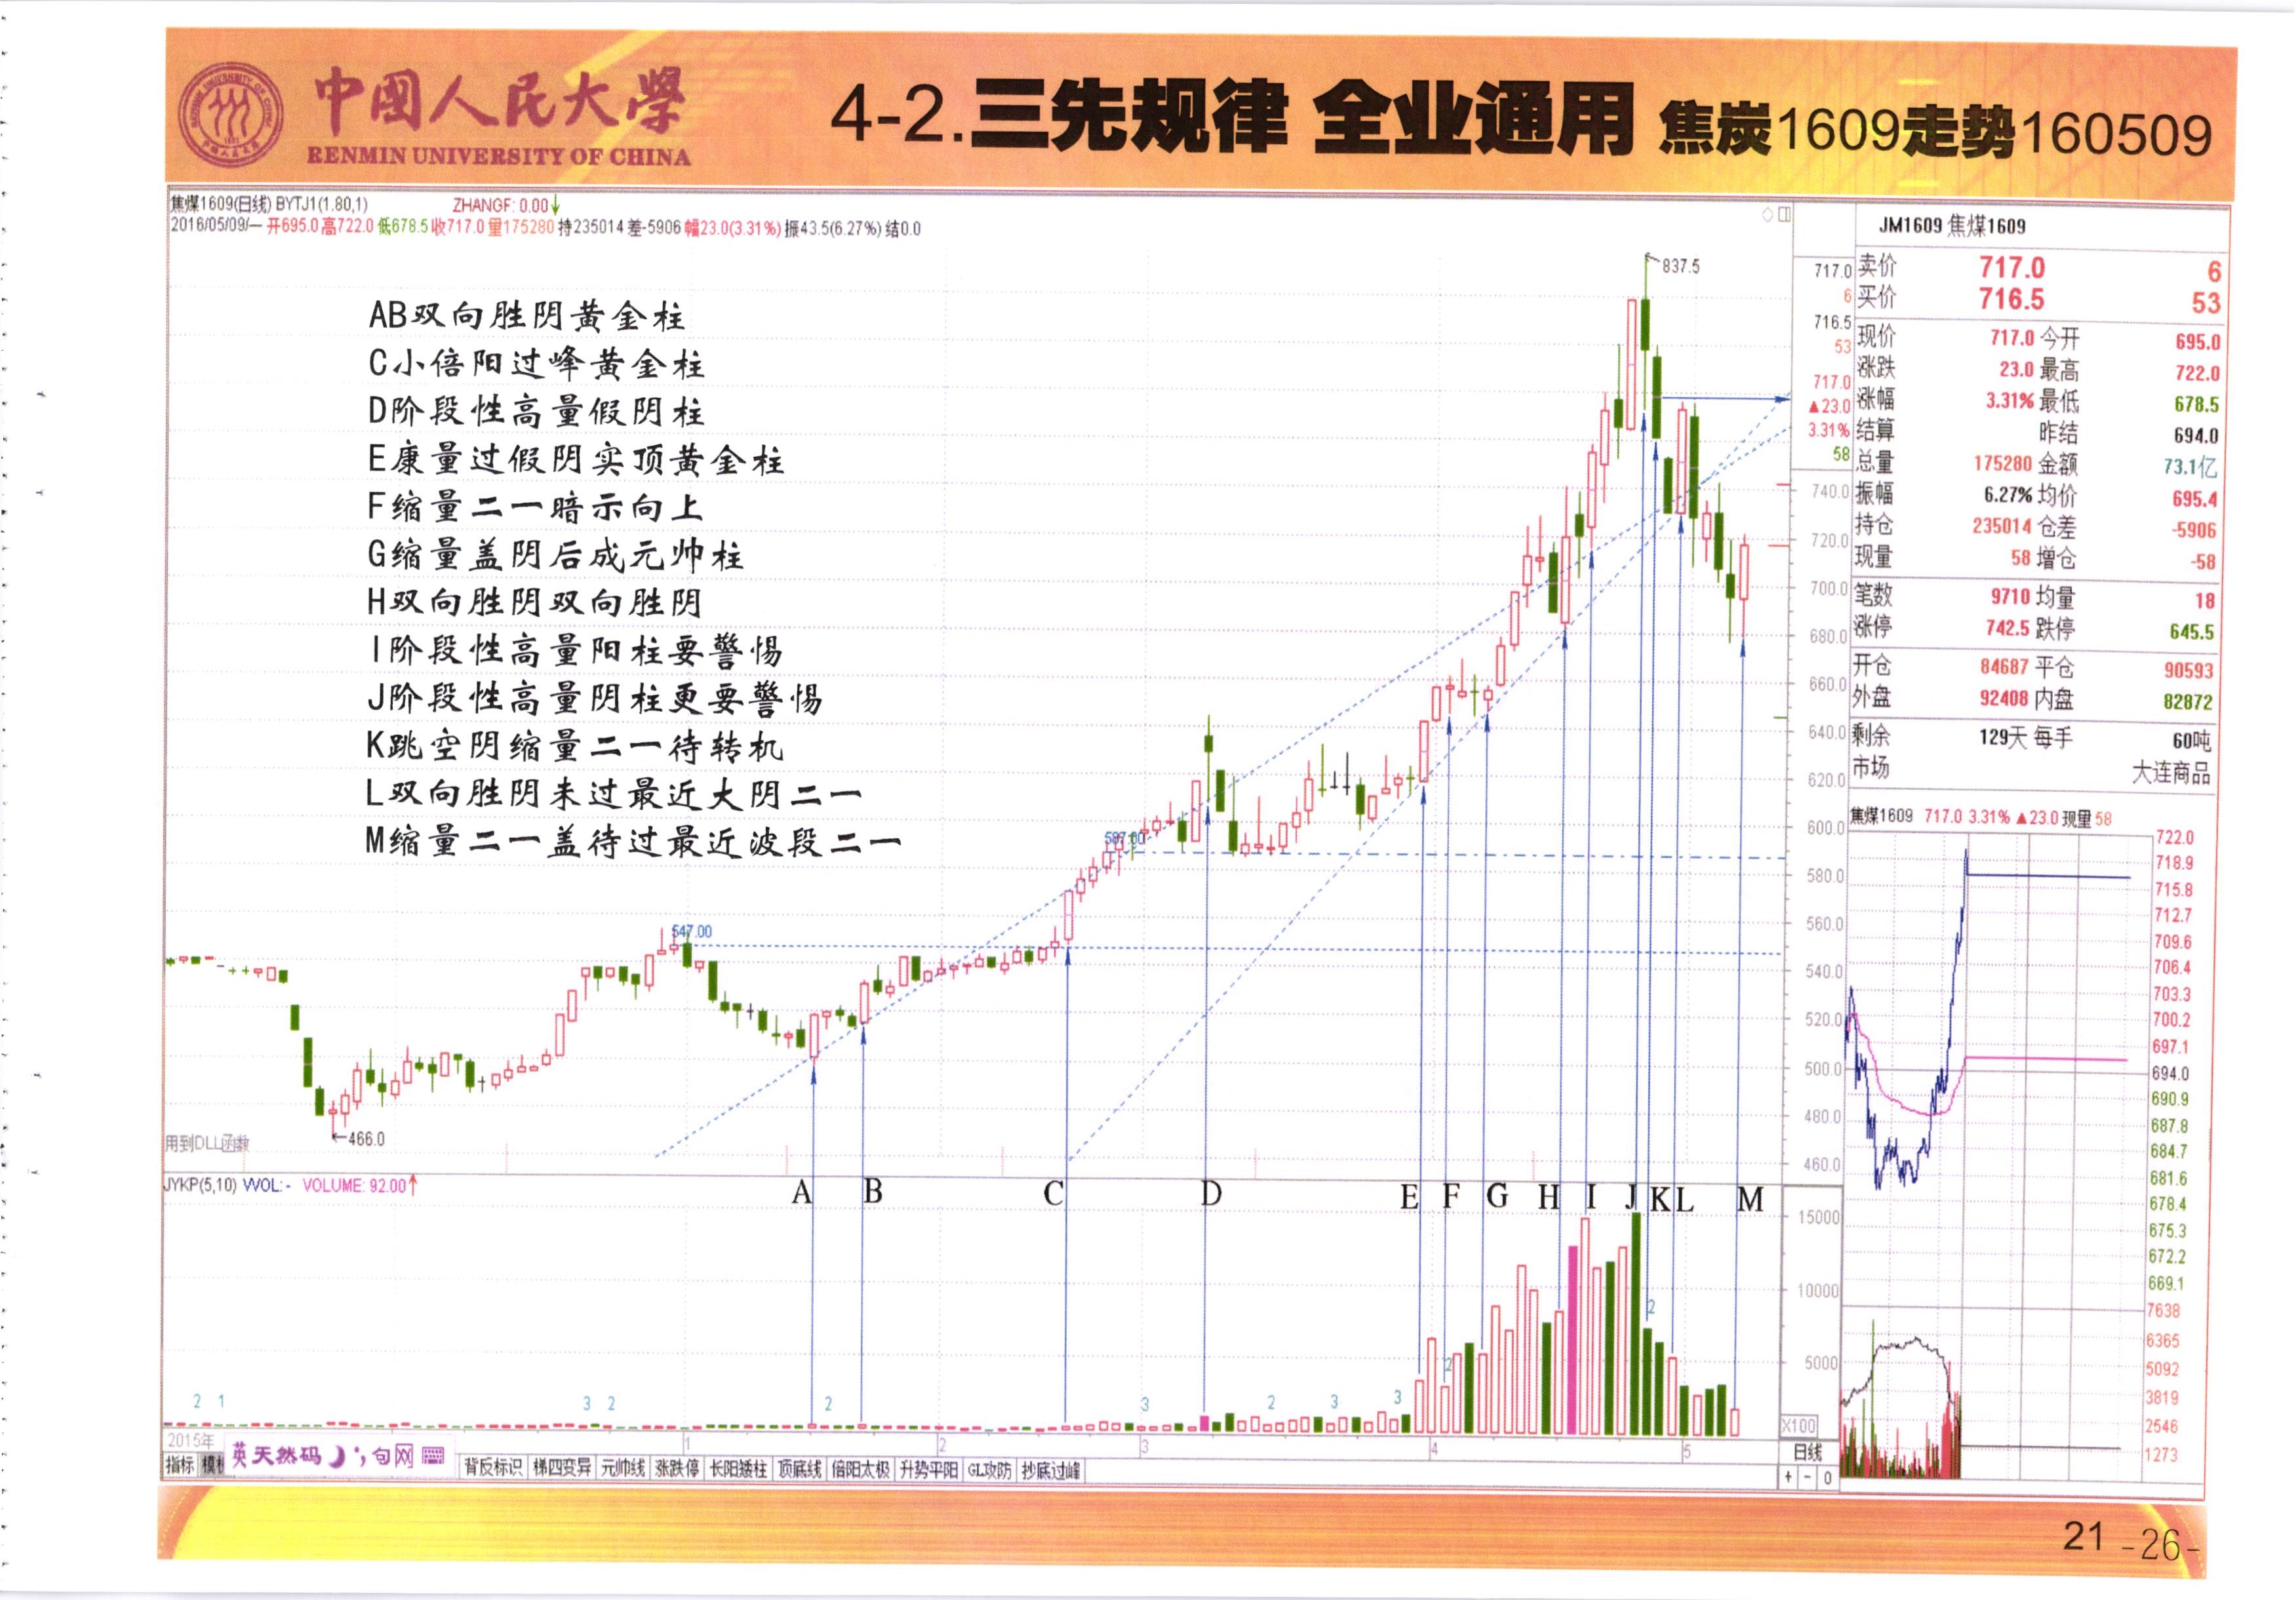 中國人民大學
RENMIN UNIVERSITY OF CHINA
4-2.三先规律 全业通用 焦炭1609走势160509
焦煤1609(日线) BYTJ1(1.80,1) ZHANGF: 0.00↓
2016/05/09/一 开695.0 高722.0 低678.5 收717.0 量175280 持235014 差-5906 幅23.0(3.31%) 振43.5(6.27%) 结0.0
AB双向胜阴黄金柱
C小倍阳过峰黄金柱
D阶段性高量假阴柱
E康量过假阴实顶黄金柱
F缩量二一暗示向上
G缩量盖阴后成元帅柱
H双向胜阴双向胜阴
I阶段性高量阳柱要警惕
J阶段性高量阴柱更要警惕
K跳空阴缩量二一待转机
L双向胜阴未过最近大阴二一
M缩量二一盖待过最近波段二一
837.5
587.00
547.00
←466.0
用到DLL函数
717.0
6
716.5
53
717.0
▲23.0
3.31%
58
740.0
720.0
700.0
680.0
660.0
640.0
620.0
600.0
580.0
560.0
540.0
520.0
500.0
480.0
460.0
JYKP(5,10) VVOL:- VOLUME: 92.00↑
A B C D E F G H I J K L M
15000
10000
5000
X100
2 1 3 2 2 3 2 3 3 2 2
2015年 1 2 3 4 5
日线
英 天然码 句网
指标 背反标识 梯四变异 元帅线 涨跌停 长阳矮柱 顶底线 倍阳太极 升势平阳 GL攻防 抄底过峰
+ - 0
JM1609 焦煤1609
卖价 717.0 6
买价 716.5 53
现价 717.0 今开 695.0
涨跌 23.0 最高 722.0
涨幅 3.31% 最低 678.5
结算 昨结 694.0
总量 175280 金额 73.1亿
振幅 6.27% 均价 695.4
持仓 235014 仓差 -5906
现量 58 增仓 -58
笔数 9710 均量 18
涨停 742.5 跌停 645.5
开仓 84687 平仓 90593
外盘 92408 内盘 82872
剩余 129天 每手 60吨
市场 大连商品
焦煤1609 717.0 3.31% ▲23.0 现量 58
722.0
718.9
715.8
712.7
709.6
706.4
703.3
700.2
697.1
694.0
690.9
687.8
684.7
681.6
678.4
675.3
672.2
669.1
7638
6365
5092
3819
2546
1273
21 -26-